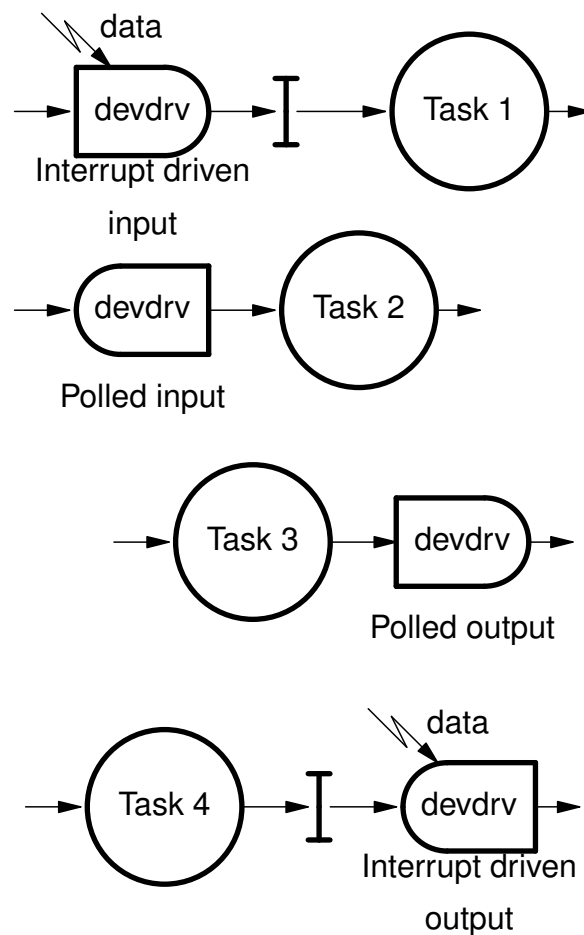 data
devdrv
Task 1
Interrupt driven
input
devdrv
Task 2
Polled input
Task 3
devdrv
Polled output
data
Task 4
devdrv
Interrupt driven
output